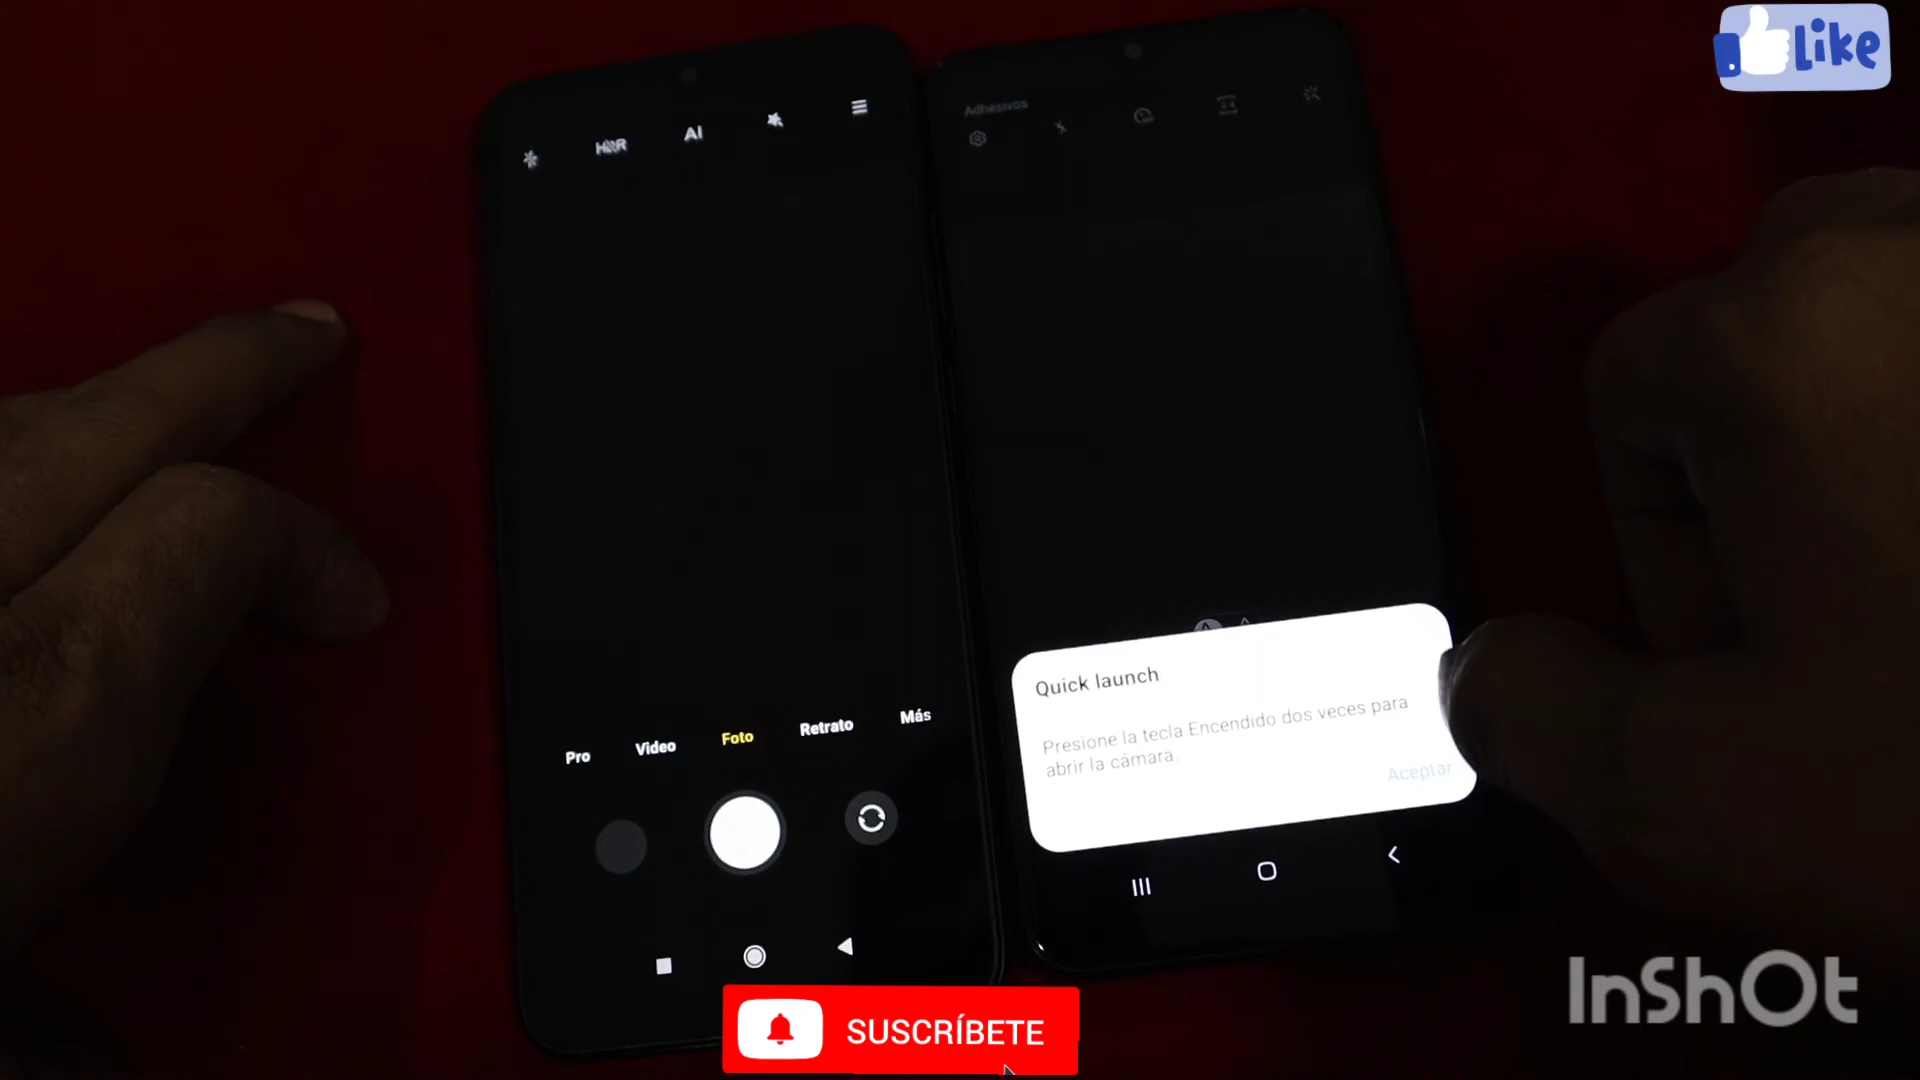 Like
Adhesivos
HDR
AI
Pro
Video
Foto
Retrato
Más
Quick launch
Presione la tecla Encendido dos veces para
abrir la cámara.
Aceptar
SUSCRÍBETE
InShOt